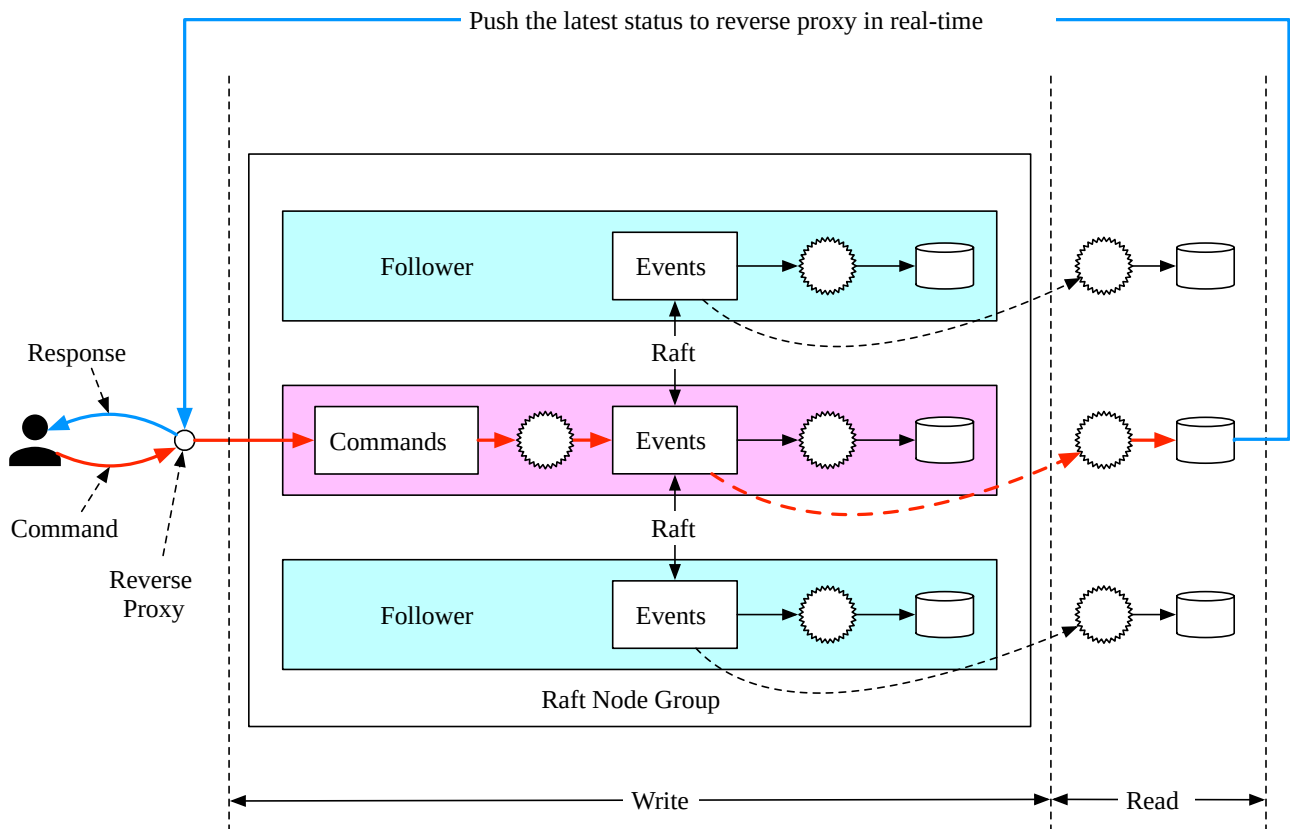 Push the latest status to reverse proxy in real-time
Follower
Events
Response
Raft
Commands
Events
Command
Raft
Reverse
Proxy
Follower
Events
Raft Node Group
Write
Read